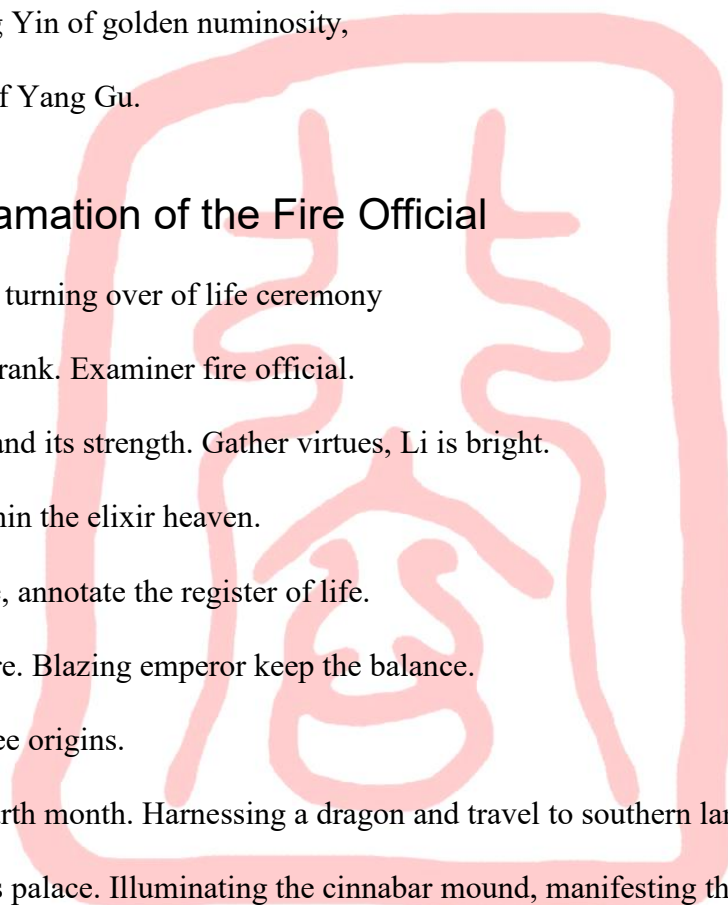 g Yin of golden numinosity,
f Yang Gu.
amation of the Fire Official
turning over of life ceremony
rank. Examiner fire official.
and its strength. Gather virtues, Li is bright.
hin the elixir heaven.
, annotate the register of life.
re. Blazing emperor keep the balance.
ee origins.
rth month. Harnessing a dragon and travel to southern lan
s palace. Illuminating the cinnabar mound, manifesting th